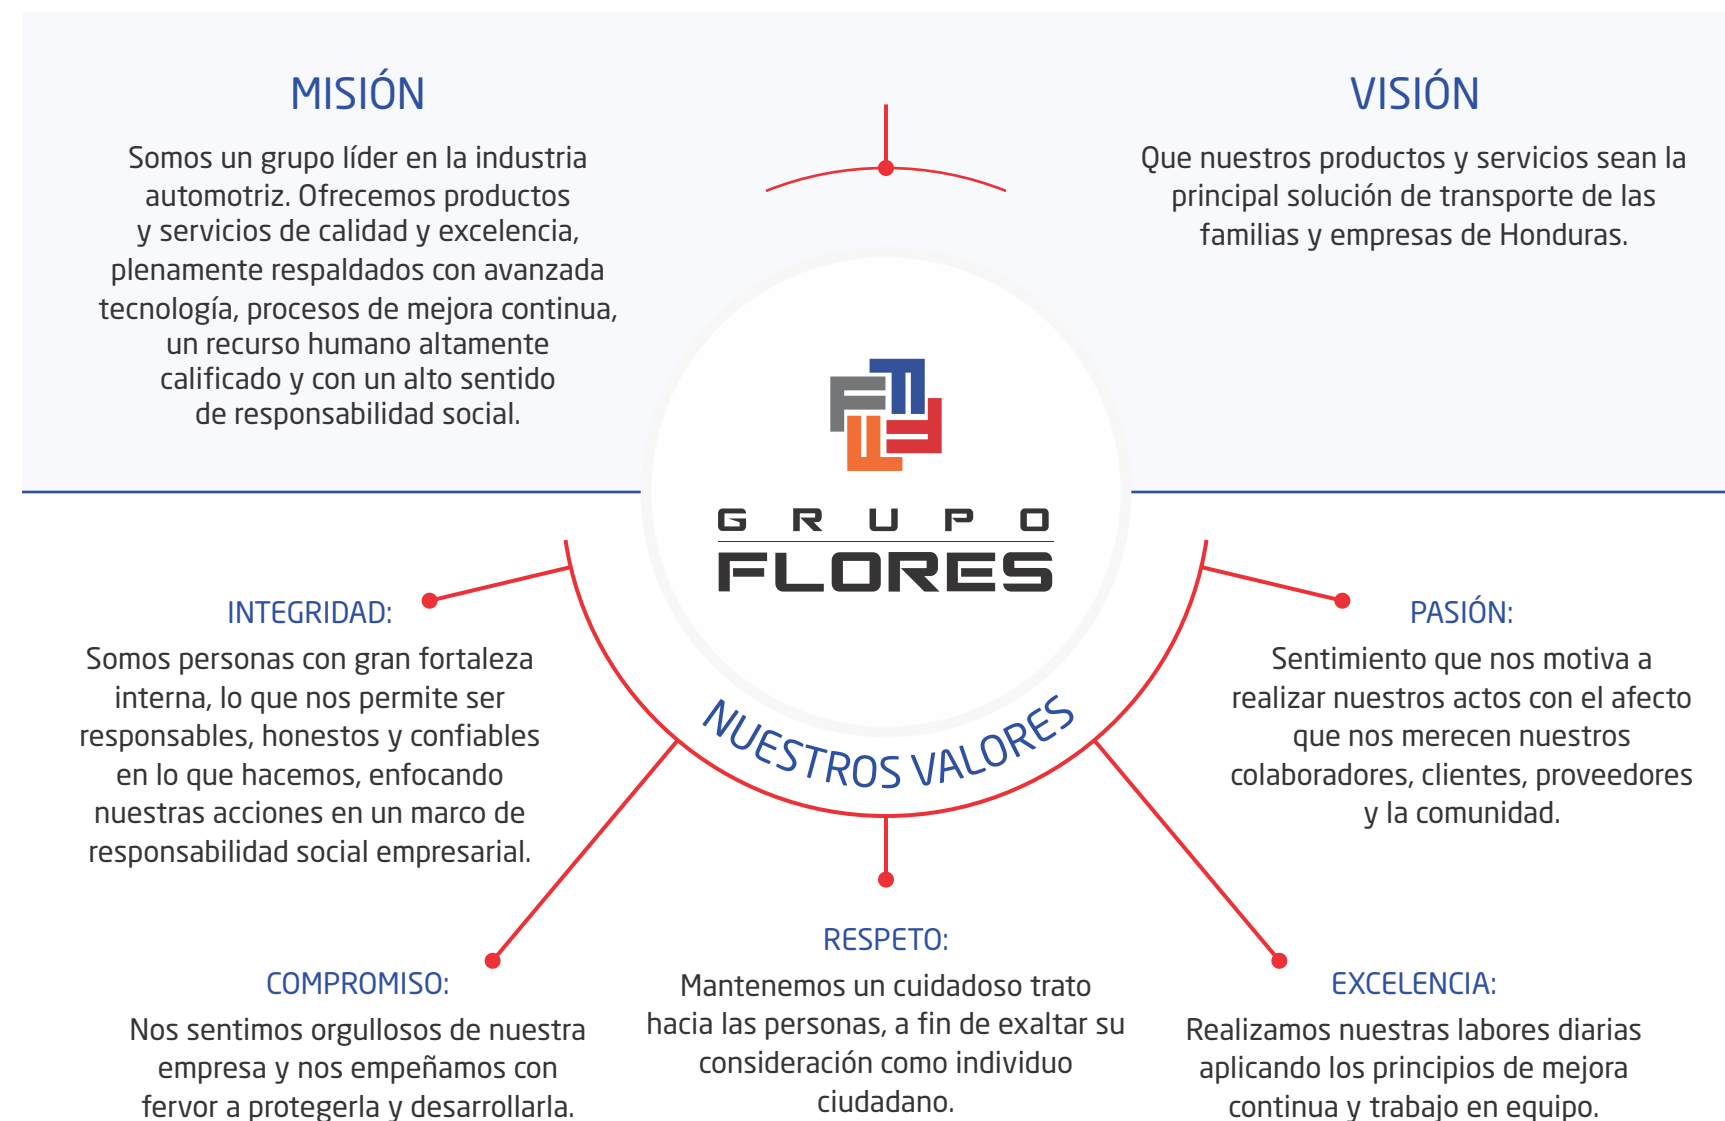 MISIÓN
Somos un grupo líder en la industria
automotriz. Ofrecemos productos
y servicios de calidad y excelencia,
plenamente respaldados con avanzada
tecnología, procesos de mejora continua,
un recurso humano altamente
calificado y con un alto sentido
de responsabilidad social.
VISIÓN
Que nuestros productos y servicios sean la
principal solución de transporte de las
familias y empresas de Honduras.
GRUPO
FLORES
NUESTROS VALORES
INTEGRIDAD:
Somos personas con gran fortaleza
interna, lo que nos permite ser
responsables, honestos y confiables
en lo que hacemos, enfocando
nuestras acciones en un marco de
responsabilidad social empresarial.
COMPROMISO:
Nos sentimos orgullosos de nuestra
empresa y nos empeñamos con
fervor a protegerla y desarrollarla.
RESPETO:
Mantenemos un cuidadoso trato
hacia las personas, a fin de exaltar su
consideración como individuo
ciudadano.
EXCELENCIA:
Realizamos nuestras labores diarias
aplicando los principios de mejora
continua y trabajo en equipo.
PASIÓN:
Sentimiento que nos motiva a
realizar nuestros actos con el afecto
que nos merecen nuestros
colaboradores, clientes, proveedores
y la comunidad.